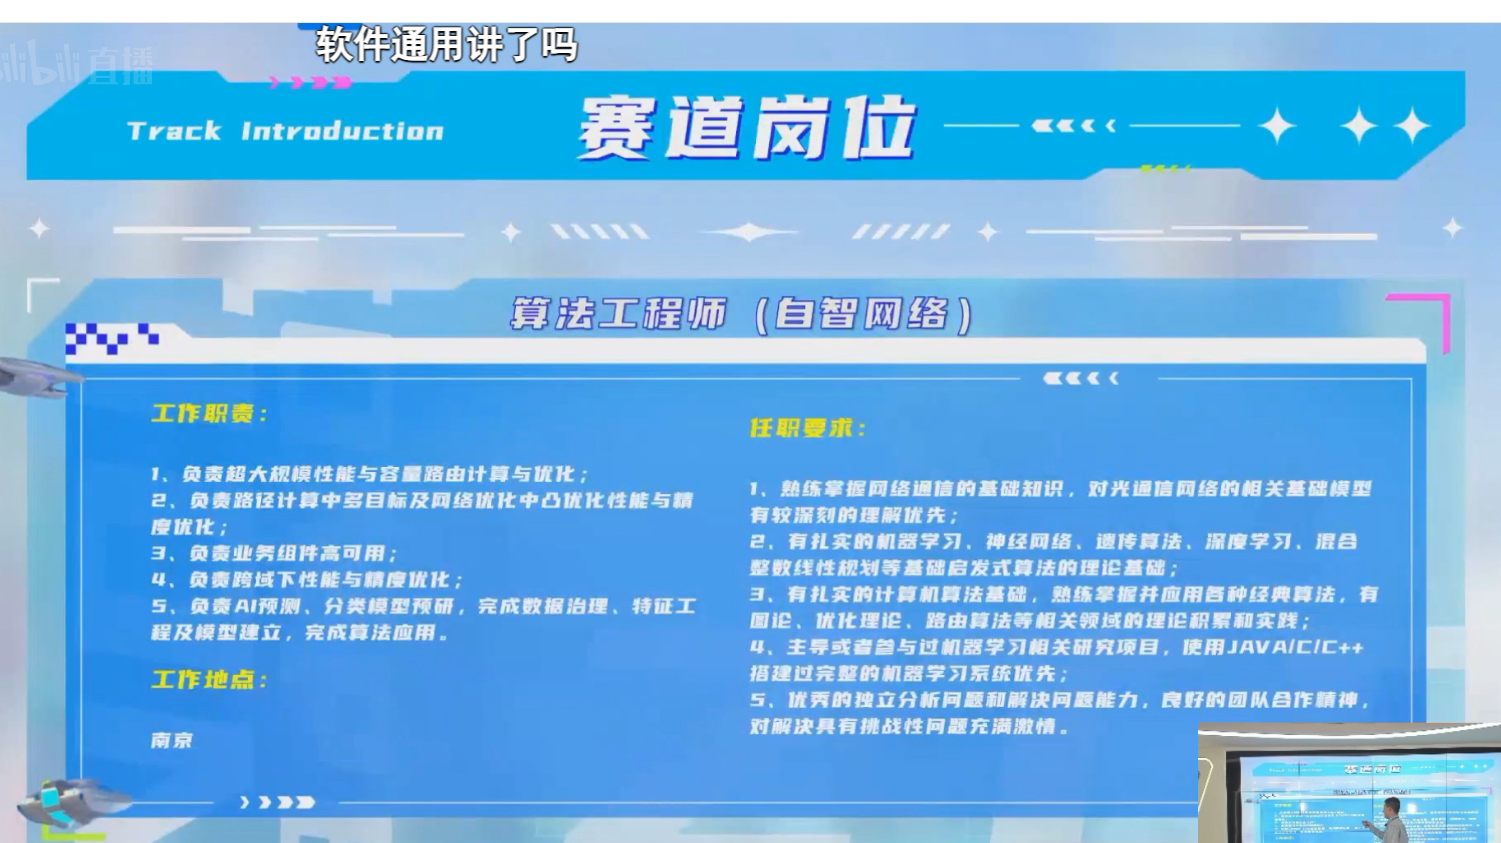 软件通用讲了吗
bilibili 直播
Track Introduction
赛道岗位
算法工程师（自智网络）
工作职责：
1、负责超大规模性能与容量路由计算与优化；
2、负责路径计算中多目标及网络优化中凸优化性能与精
度优化；
3、负责业务组件高可用；
4、负责跨域下性能与精度优化；
5、负责AI预测、分类模型预研，完成数据治理、特征工
程及模型建立，完成算法应用。
工作地点：
南京
任职要求：
1、熟练掌握网络通信的基础知识，对光通信网络的相关基础模型
有较深刻的理解优先；
2、有扎实的机器学习、神经网络、遗传算法、深度学习、混合
整数线性规划等基础启发式算法的理论基础；
3、有扎实的计算机算法基础，熟练掌握并应用各种经典算法，有
图论、优化理论、路由算法等相关领域的理论积累和实践；
4、主导或者参与过机器学习相关研究项目，使用JAVA/C/C++
搭建过完整的机器学习系统优先；
5、优秀的独立分析问题和解决问题能力，良好的团队合作精神，
对解决具有挑战性问题充满激情。
赛道岗位